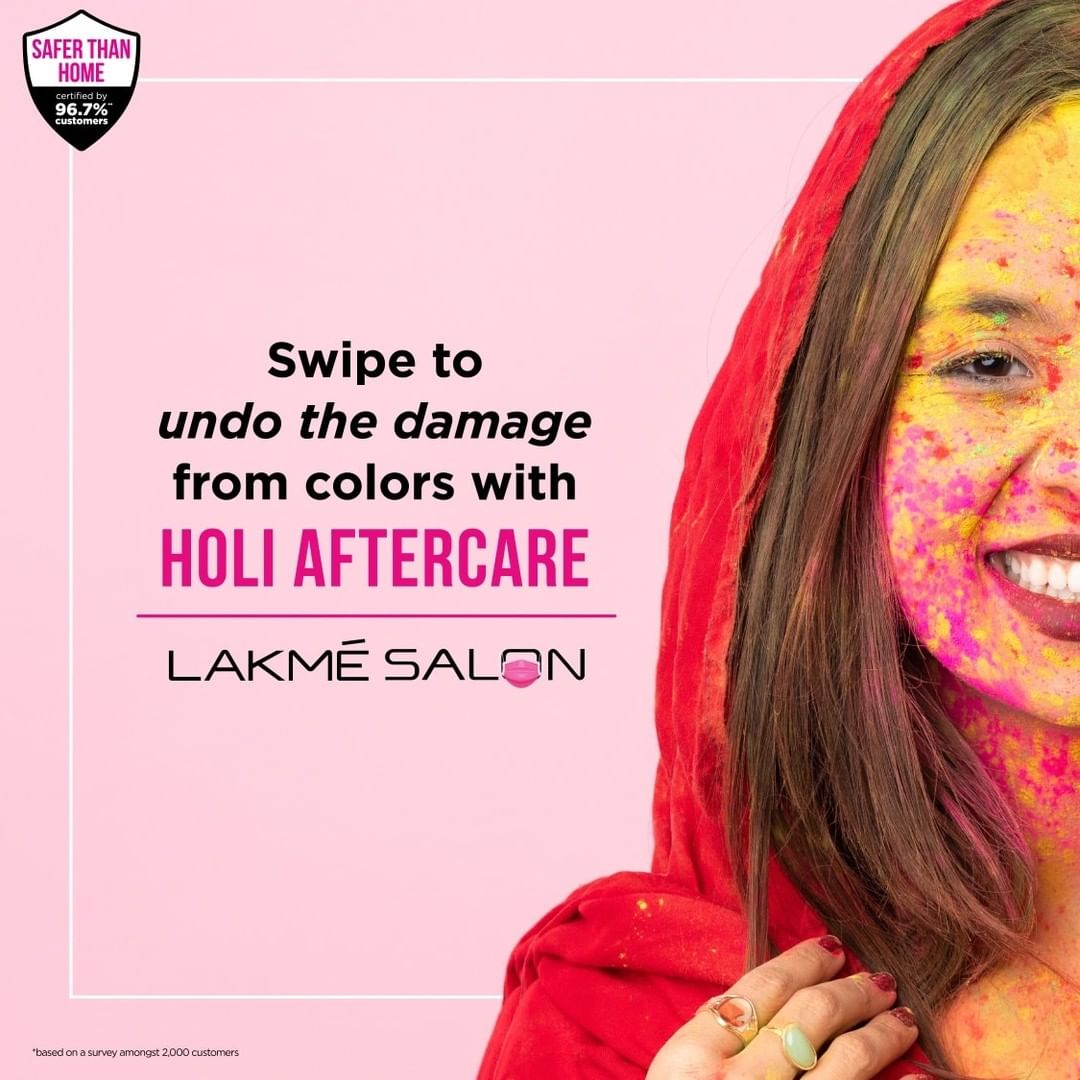 SAFER THAN
HOME
certified by
96.7%**
customers
Swipe to
undo the damage
from colors with
HOLI AFTERCARE
LAKMÉ SALON
*based on a survey amongst 2,000 customers